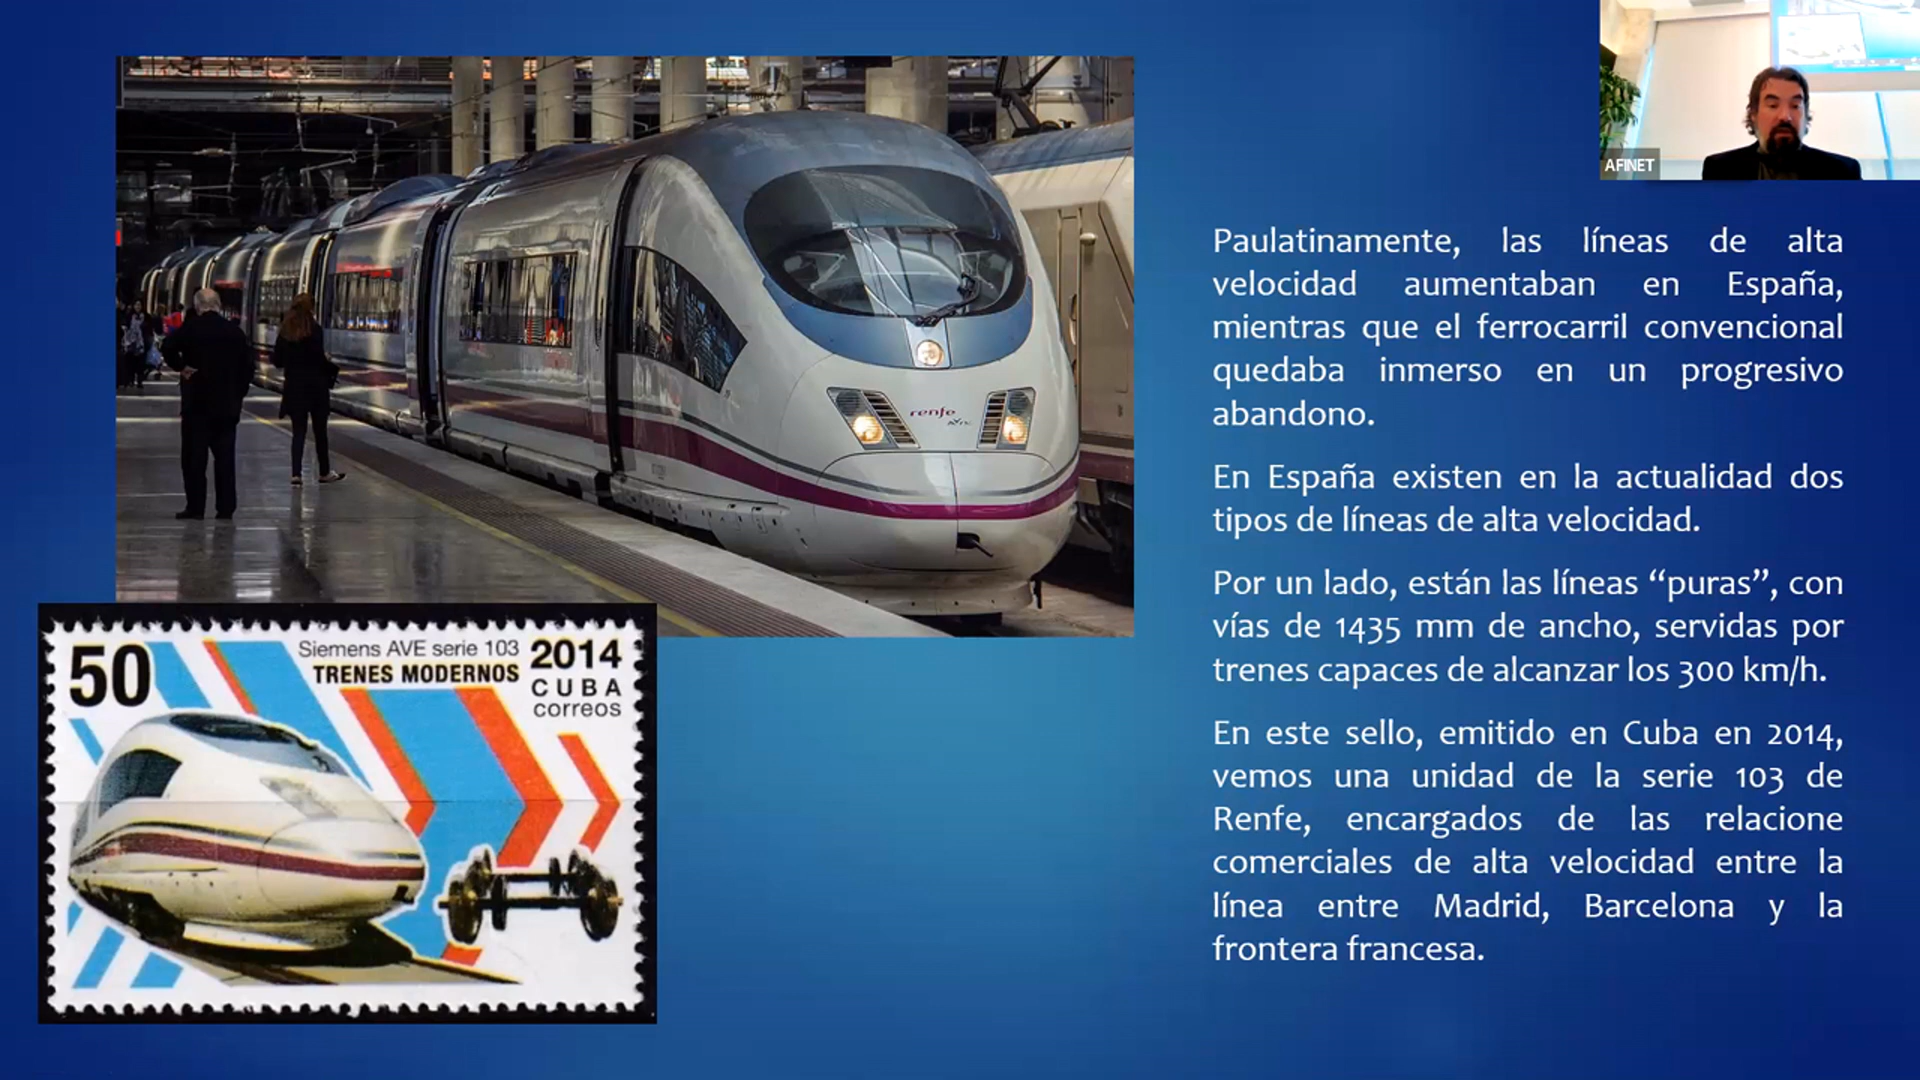 AFINET
renfe
Paulatinamente, las líneas de alta
velocidad aumentaban en España,
mientras que el ferrocarril convencional
quedaba inmerso en un progresivo
abandono.
En España existen en la actualidad dos
tipos de líneas de alta velocidad.
Por un lado, están las líneas “puras”, con
vías de 1435 mm de ancho, servidas por
trenes capaces de alcanzar los 300 km/h.
En este sello, emitido en Cuba en 2014,
vemos una unidad de la serie 103 de
Renfe, encargados de las relacione
comerciales de alta velocidad entre la
línea entre Madrid, Barcelona y la
frontera francesa.
50
Siemens AVE serie 103
TRENES MODERNOS
2014
CUBA
correos